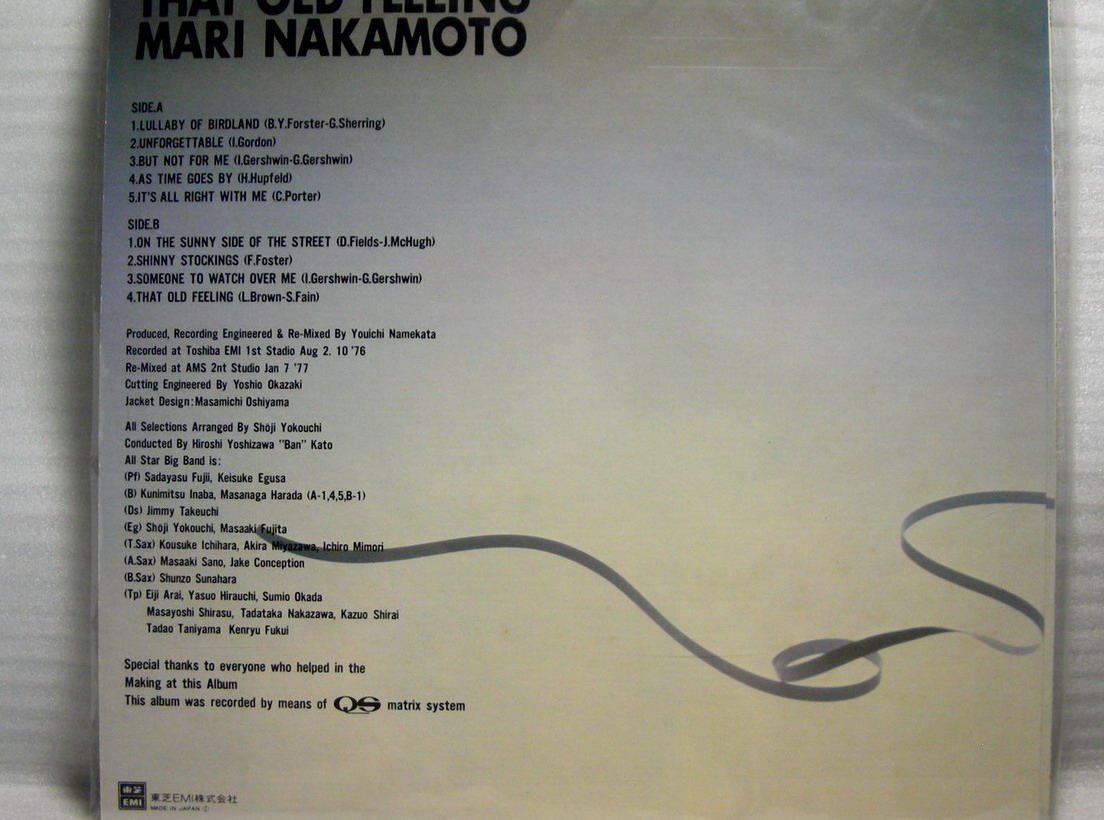 THAT OLD FEELING
MARI NAKAMOTO
SIDE.A
1.LULLABY OF BIRDLAND (B.Y.Forster-G.Sherring)
2.UNFORGETTABLE (I.Gordon)
3.BUT NOT FOR ME (I.Gershwin-G.Gershwin)
4.AS TIME GOES BY (H.Hupfeld)
5.IT'S ALL RIGHT WITH ME (C.Porter)
SIDE.B
1.ON THE SUNNY SIDE OF THE STREET (D.Fields-J.McHugh)
2.SHINNY STOCKINGS (F.Foster)
3.SOMEONE TO WATCH OVER ME (I.Gershwin-G.Gershwin)
4.THAT OLD FEELING (L.Brown-S.Fain)
Produced, Recording Engineered & Re-Mixed By Youichi Namekata
Recorded at Toshiba EMI 1st Stadio Aug 2. 10 '76
Re-Mixed at AMS 2nt Studio Jan 7 '77
Cutting Engineered By Yoshio Okazaki
Jacket Design:Masamichi Oshiyama
All Selections Arranged By Shoji Yokouchi
Conducted By Hiroshi Yoshizawa "Ban" Kato
All Star Big Band is:
(Pf) Sadayasu Fujii, Keisuke Egusa
(B) Kunimitsu Inaba, Masanaga Harada (A-1,4,5,B-1)
(Ds) Jimmy Takeuchi
(Eg) Shoji Yokouchi, Masaaki Fujita
(T.Sax) Kousuke Ichihara, Akira Miyazawa, Ichiro Mimori
(A.Sax) Masaaki Sano, Jake Conception
(B.Sax) Shunzo Sunahara
(Tp) Eiji Arai, Yasuo Hirauchi, Sumio Okada
Masayoshi Shirasu, Tadataka Nakazawa, Kazuo Shirai
Tadao Taniyama Kenryu Fukui
Special thanks to everyone who helped in the
Making at this Album
This album was recorded by means of QS matrix system
東芝 EMI 東芝EMI株式会社
MADE IN JAPAN